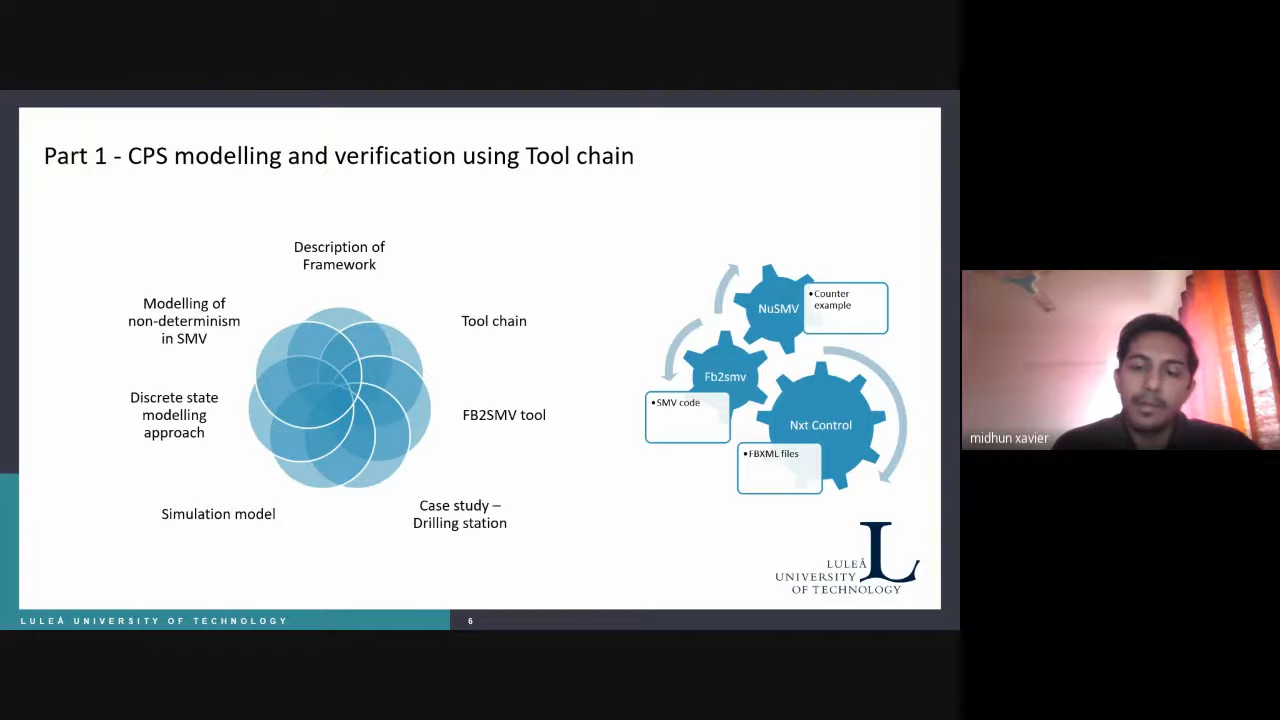 Part 1 - CPS modelling and verification using Tool chain
Description of
Framework
Tool chain
FB2SMV tool
Case study –
Drilling station
Simulation model
Discrete state
modelling
approach
Modelling of
non-determinism
in SMV
NuSMV
•Counter
example
Fb2smv
•SMV code
Nxt Control
•FBXML files
LULEÅ
UNIVERSITY
OF TECHNOLOGY
L
LULEÅ UNIVERSITY OF TECHNOLOGY
6
midhun xavier